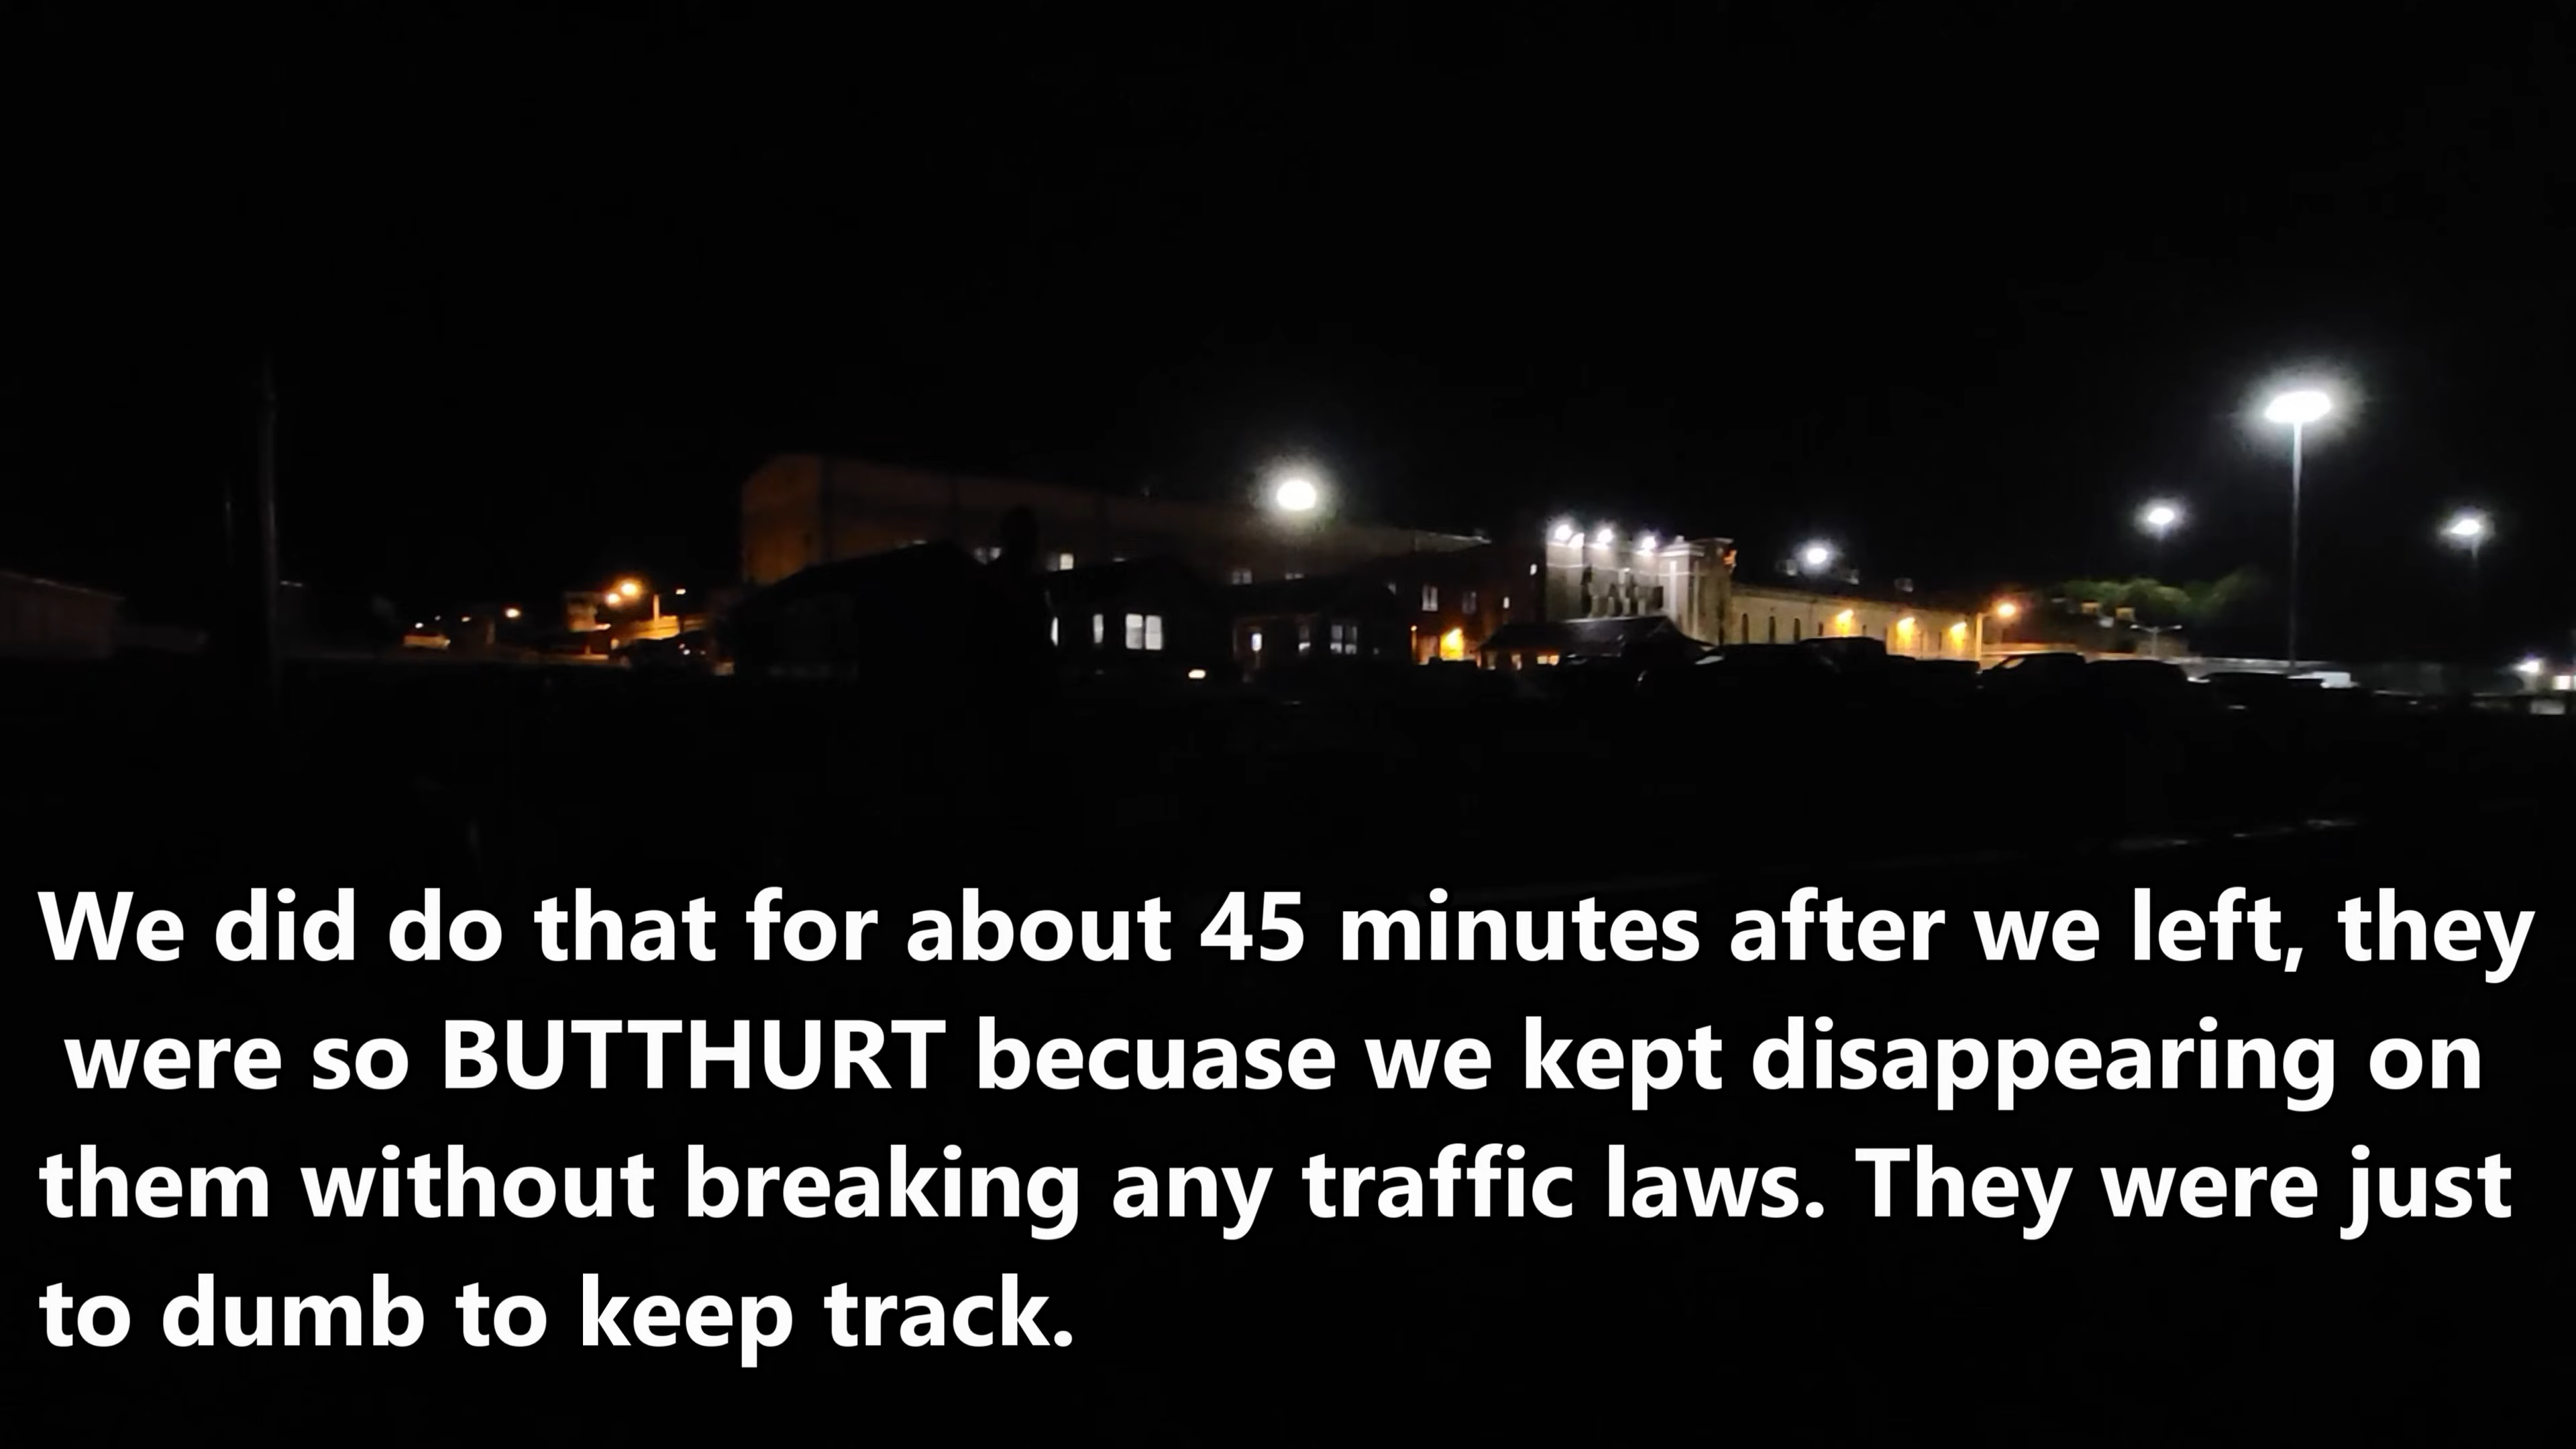 We did do that for about 45 minutes after we left, they
were so BUTTHURT becuase we kept disappearing on
them without breaking any traffic laws. They were just
to dumb to keep track.